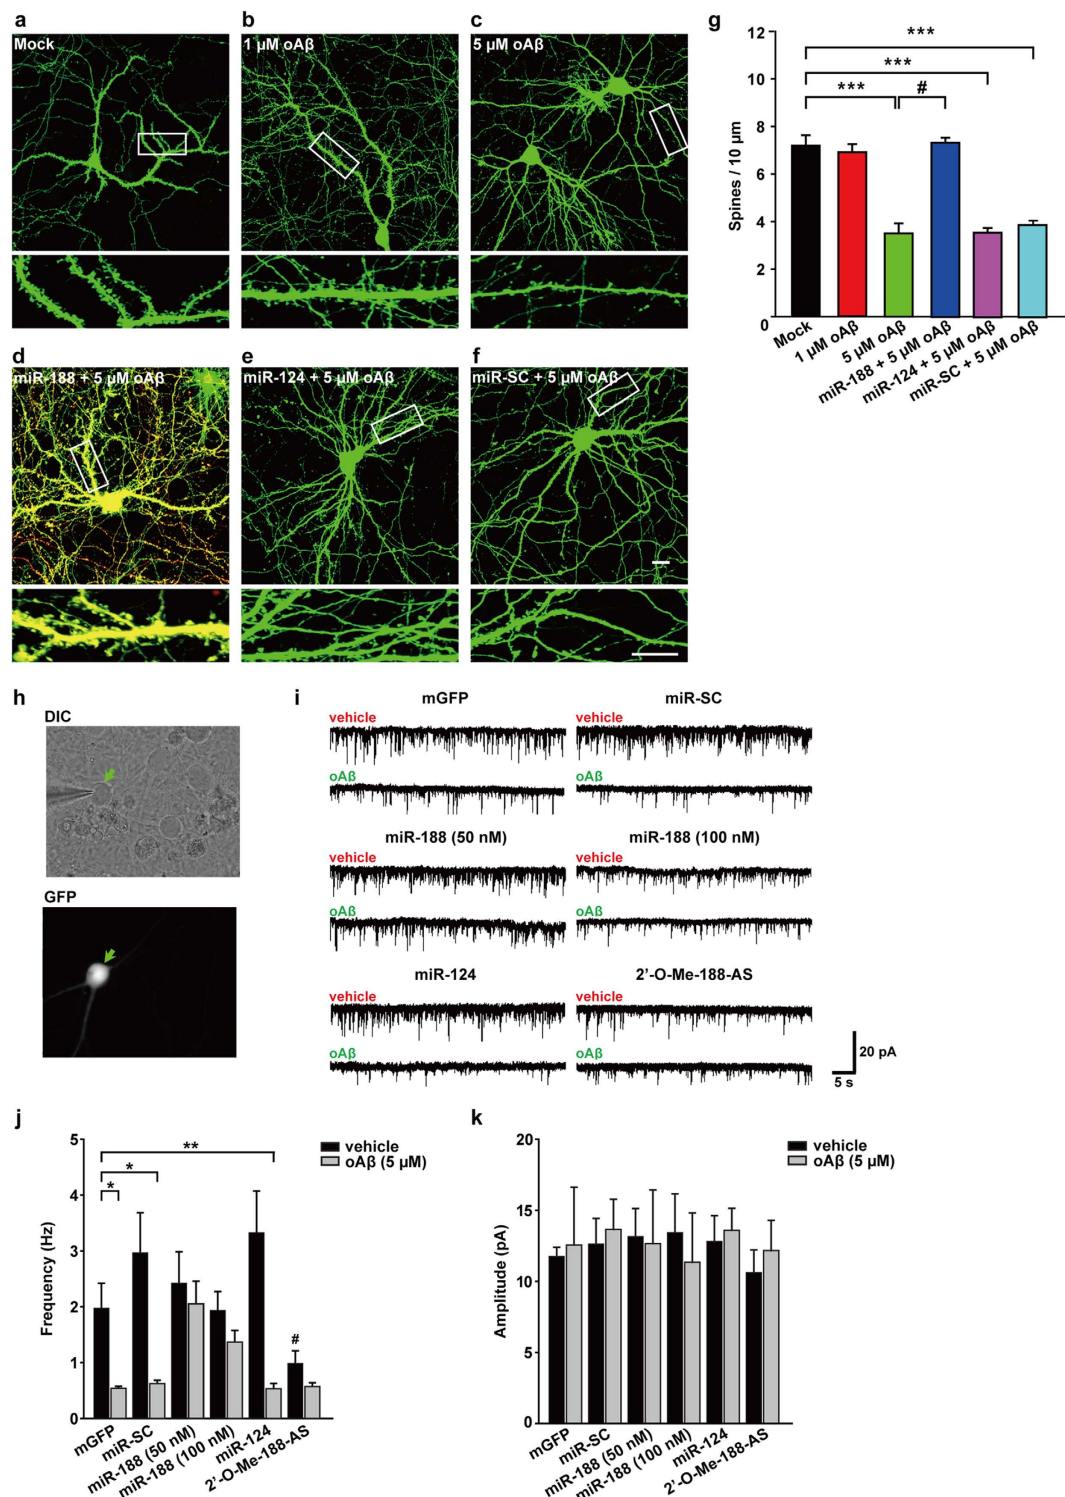 a
Mock
b
1 µM oAβ
c
5 µM oAβ
d
miR-188 + 5 µM oAβ
e
miR-124 + 5 µM oAβ
f
miR-SC + 5 µM oAβ
g
***
***
***
#
12
10
8
6
4
2
0
Spines / 10 µm
Mock
1 µM oAβ
5 µM oAβ
miR-188 + 5 µM oAβ
miR-124 + 5 µM oAβ
miR-SC + 5 µM oAβ
h
DIC
GFP
i
mGFP
vehicle
oAβ
miR-SC
vehicle
oAβ
miR-188 (50 nM)
vehicle
oAβ
miR-188 (100 nM)
vehicle
oAβ
miR-124
vehicle
oAβ
2'-O-Me-188-AS
vehicle
oAβ
20 pA
5 s
j
vehicle
oAβ (5 µM)
**
*
*
#
5
4
3
2
1
0
Frequency (Hz)
mGFP
miR-SC
miR-188 (50 nM)
miR-188 (100 nM)
miR-124
2'-O-Me-188-AS
k
vehicle
oAβ (5 µM)
20
15
10
5
0
Amplitude (pA)
mGFP
miR-SC
miR-188 (50 nM)
miR-188 (100 nM)
miR-124
2'-O-Me-188-AS